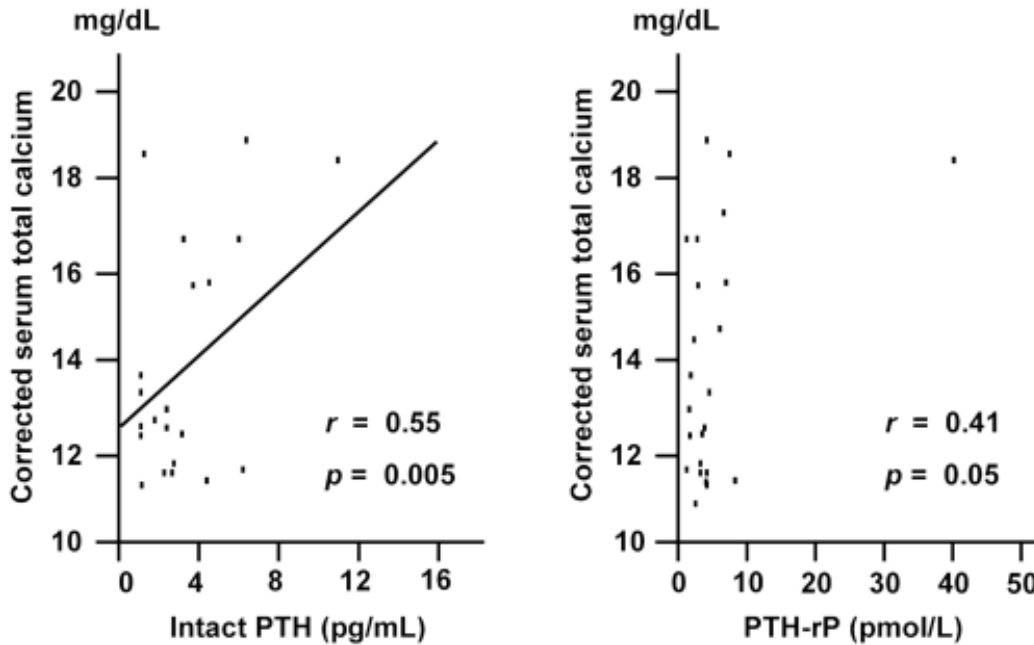 mg/dL
Corrected serum total calcium
20
18
16
14
12
10
r = 0.55
p = 0.005
0 4 8 12 16
Intact PTH (pg/mL)
mg/dL
Corrected serum total calcium
20
18
16
14
12
10
r = 0.41
p = 0.05
0 10 20 30 40 50
PTH-rP (pmol/L)